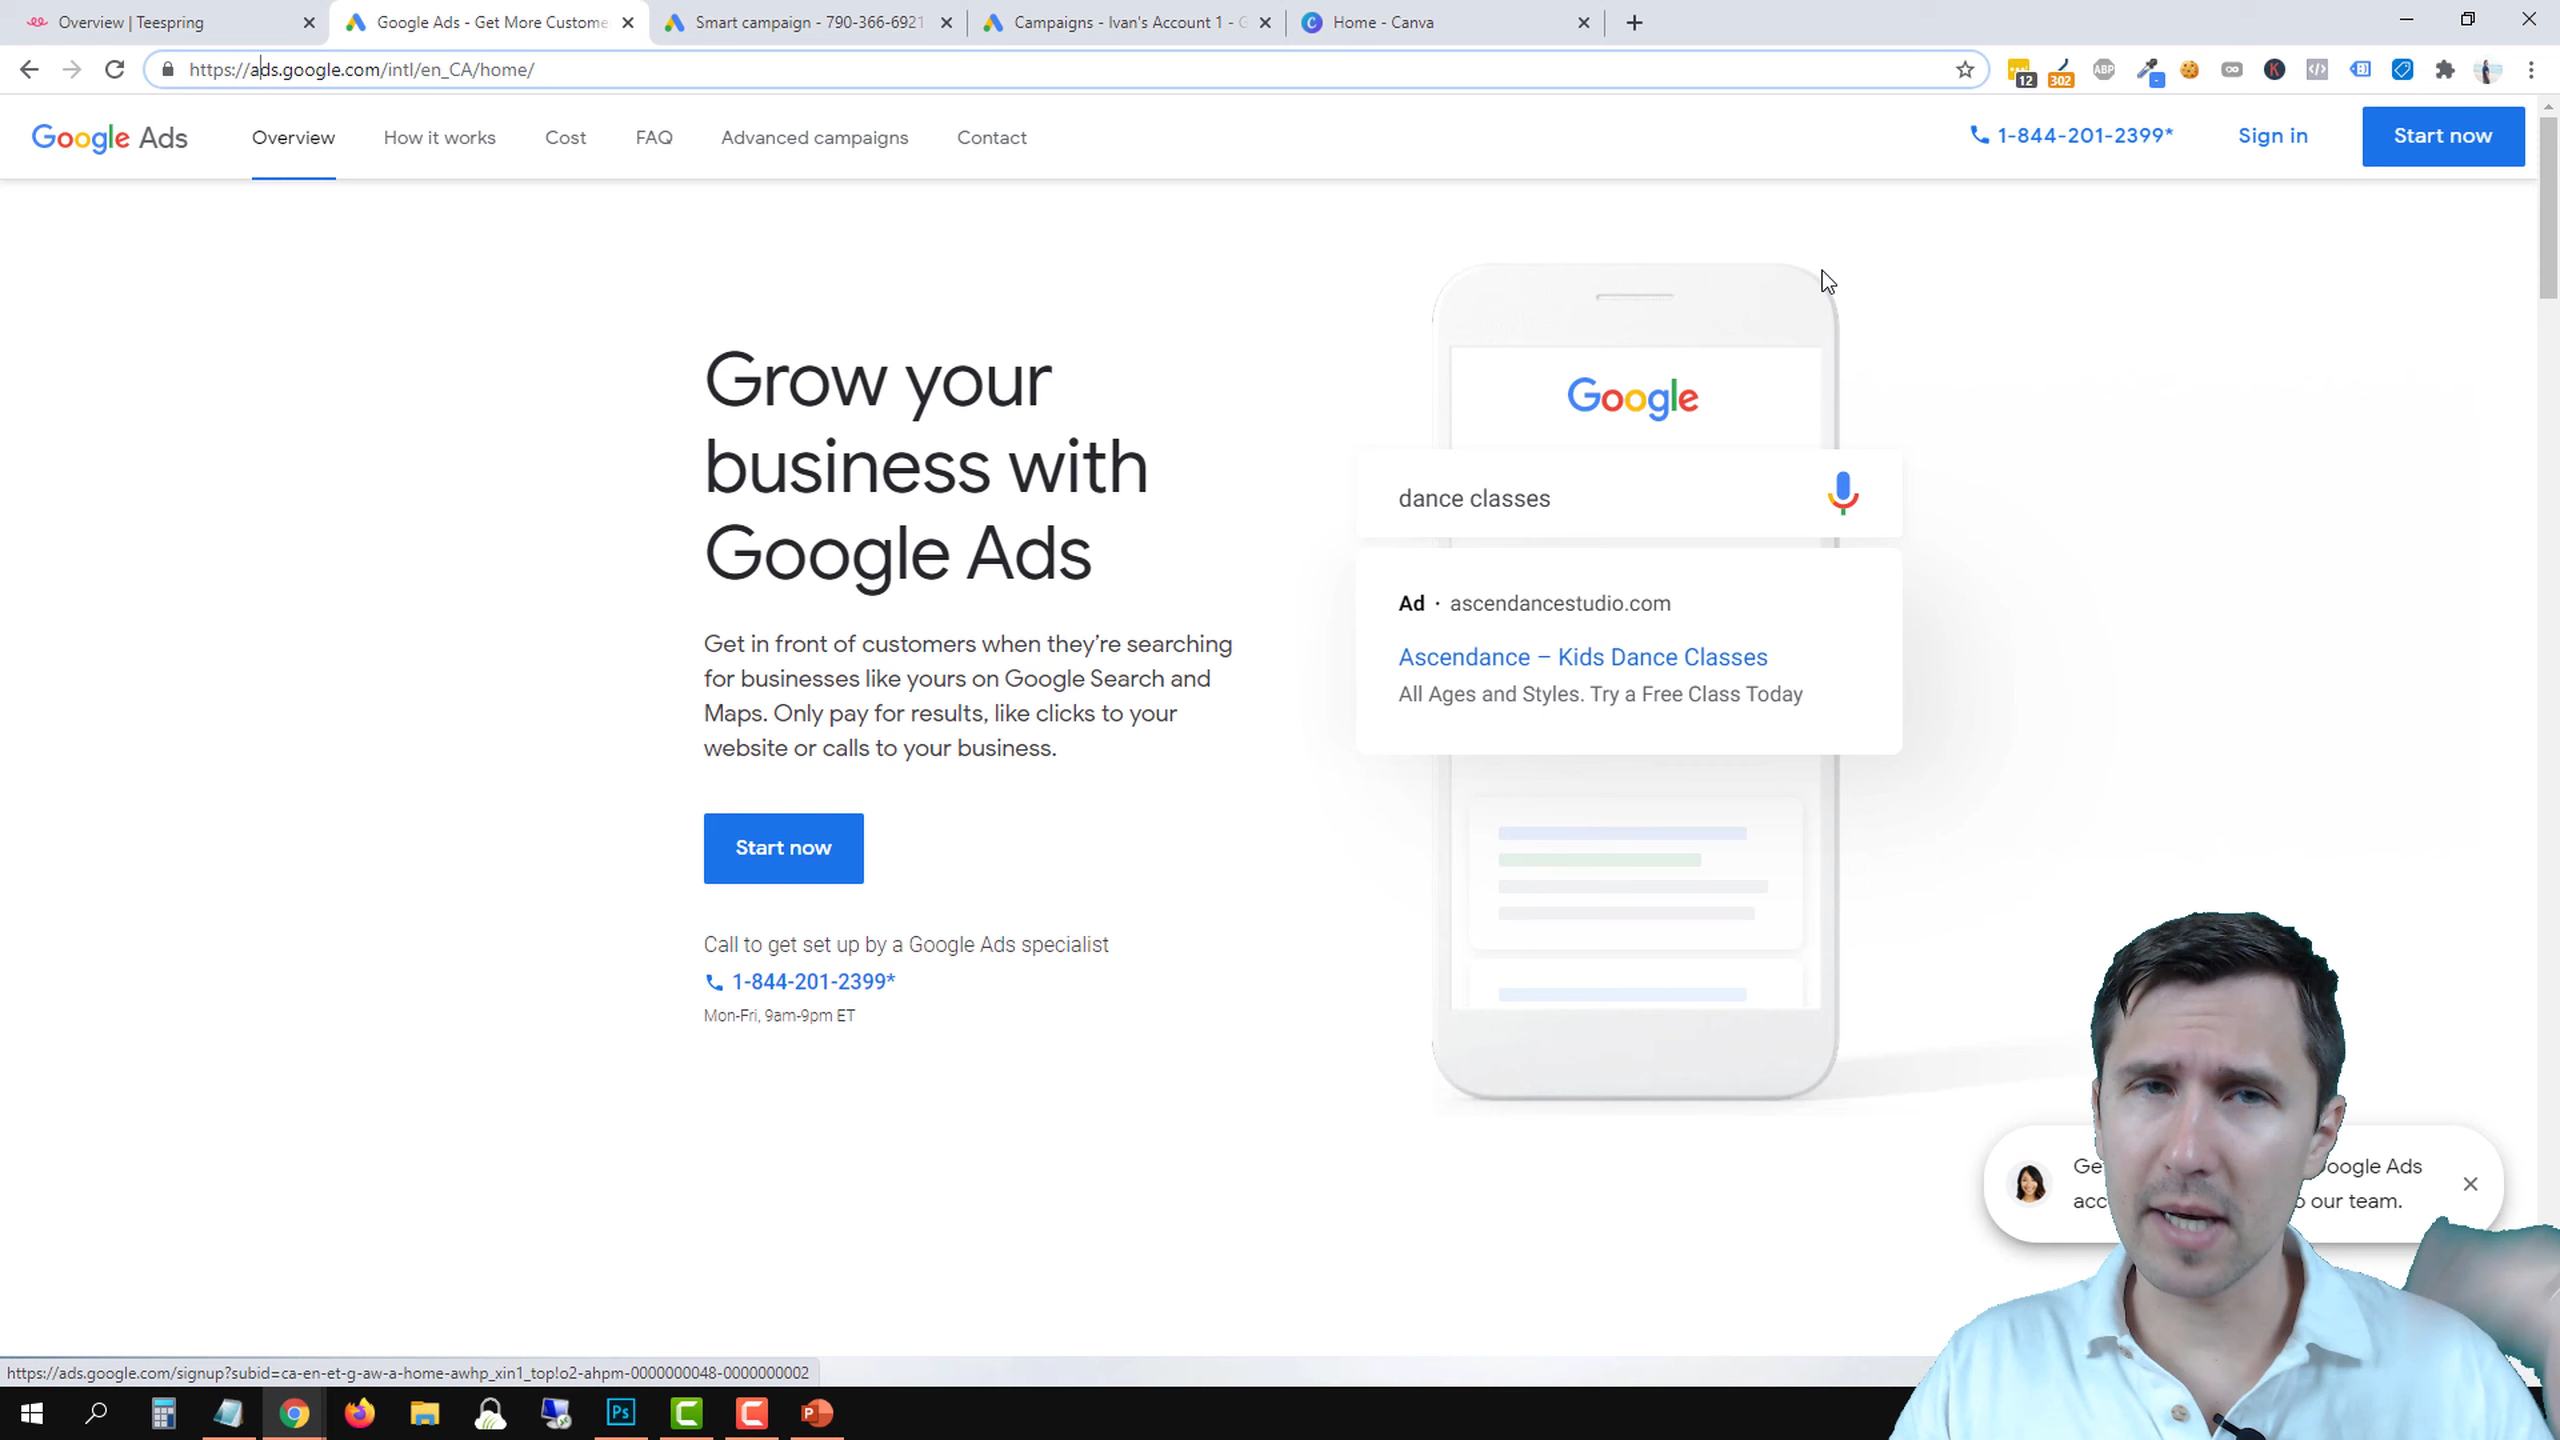 Overview | Teespring
Google Ads - Get More Custome
Smart campaign - 790-366-6921
Campaigns - Ivan's Account 1 - G
Home - Canva
https://ads.google.com/intl/en_CA/home/
12
302
ABP
Google Ads
Overview
How it works
Cost
FAQ
Advanced campaigns
Contact
1-844-201-2399*
Sign in
Start now
Grow your
business with
Google Ads
Get in front of customers when they’re searching
for businesses like yours on Google Search and
Maps. Only pay for results, like clicks to your
website or calls to your business.
Start now
Call to get set up by a Google Ads specialist
1-844-201-2399*
Mon-Fri, 9am-9pm ET
Google
dance classes
Ad · ascendancestudio.com
Ascendance – Kids Dance Classes
All Ages and Styles. Try a Free Class Today
Google Ads
our team.
https://ads.google.com/signup?subid=ca-en-et-g-aw-a-home-awhp_xin1_top!o2-ahpm-0000000048-0000000002
Ps